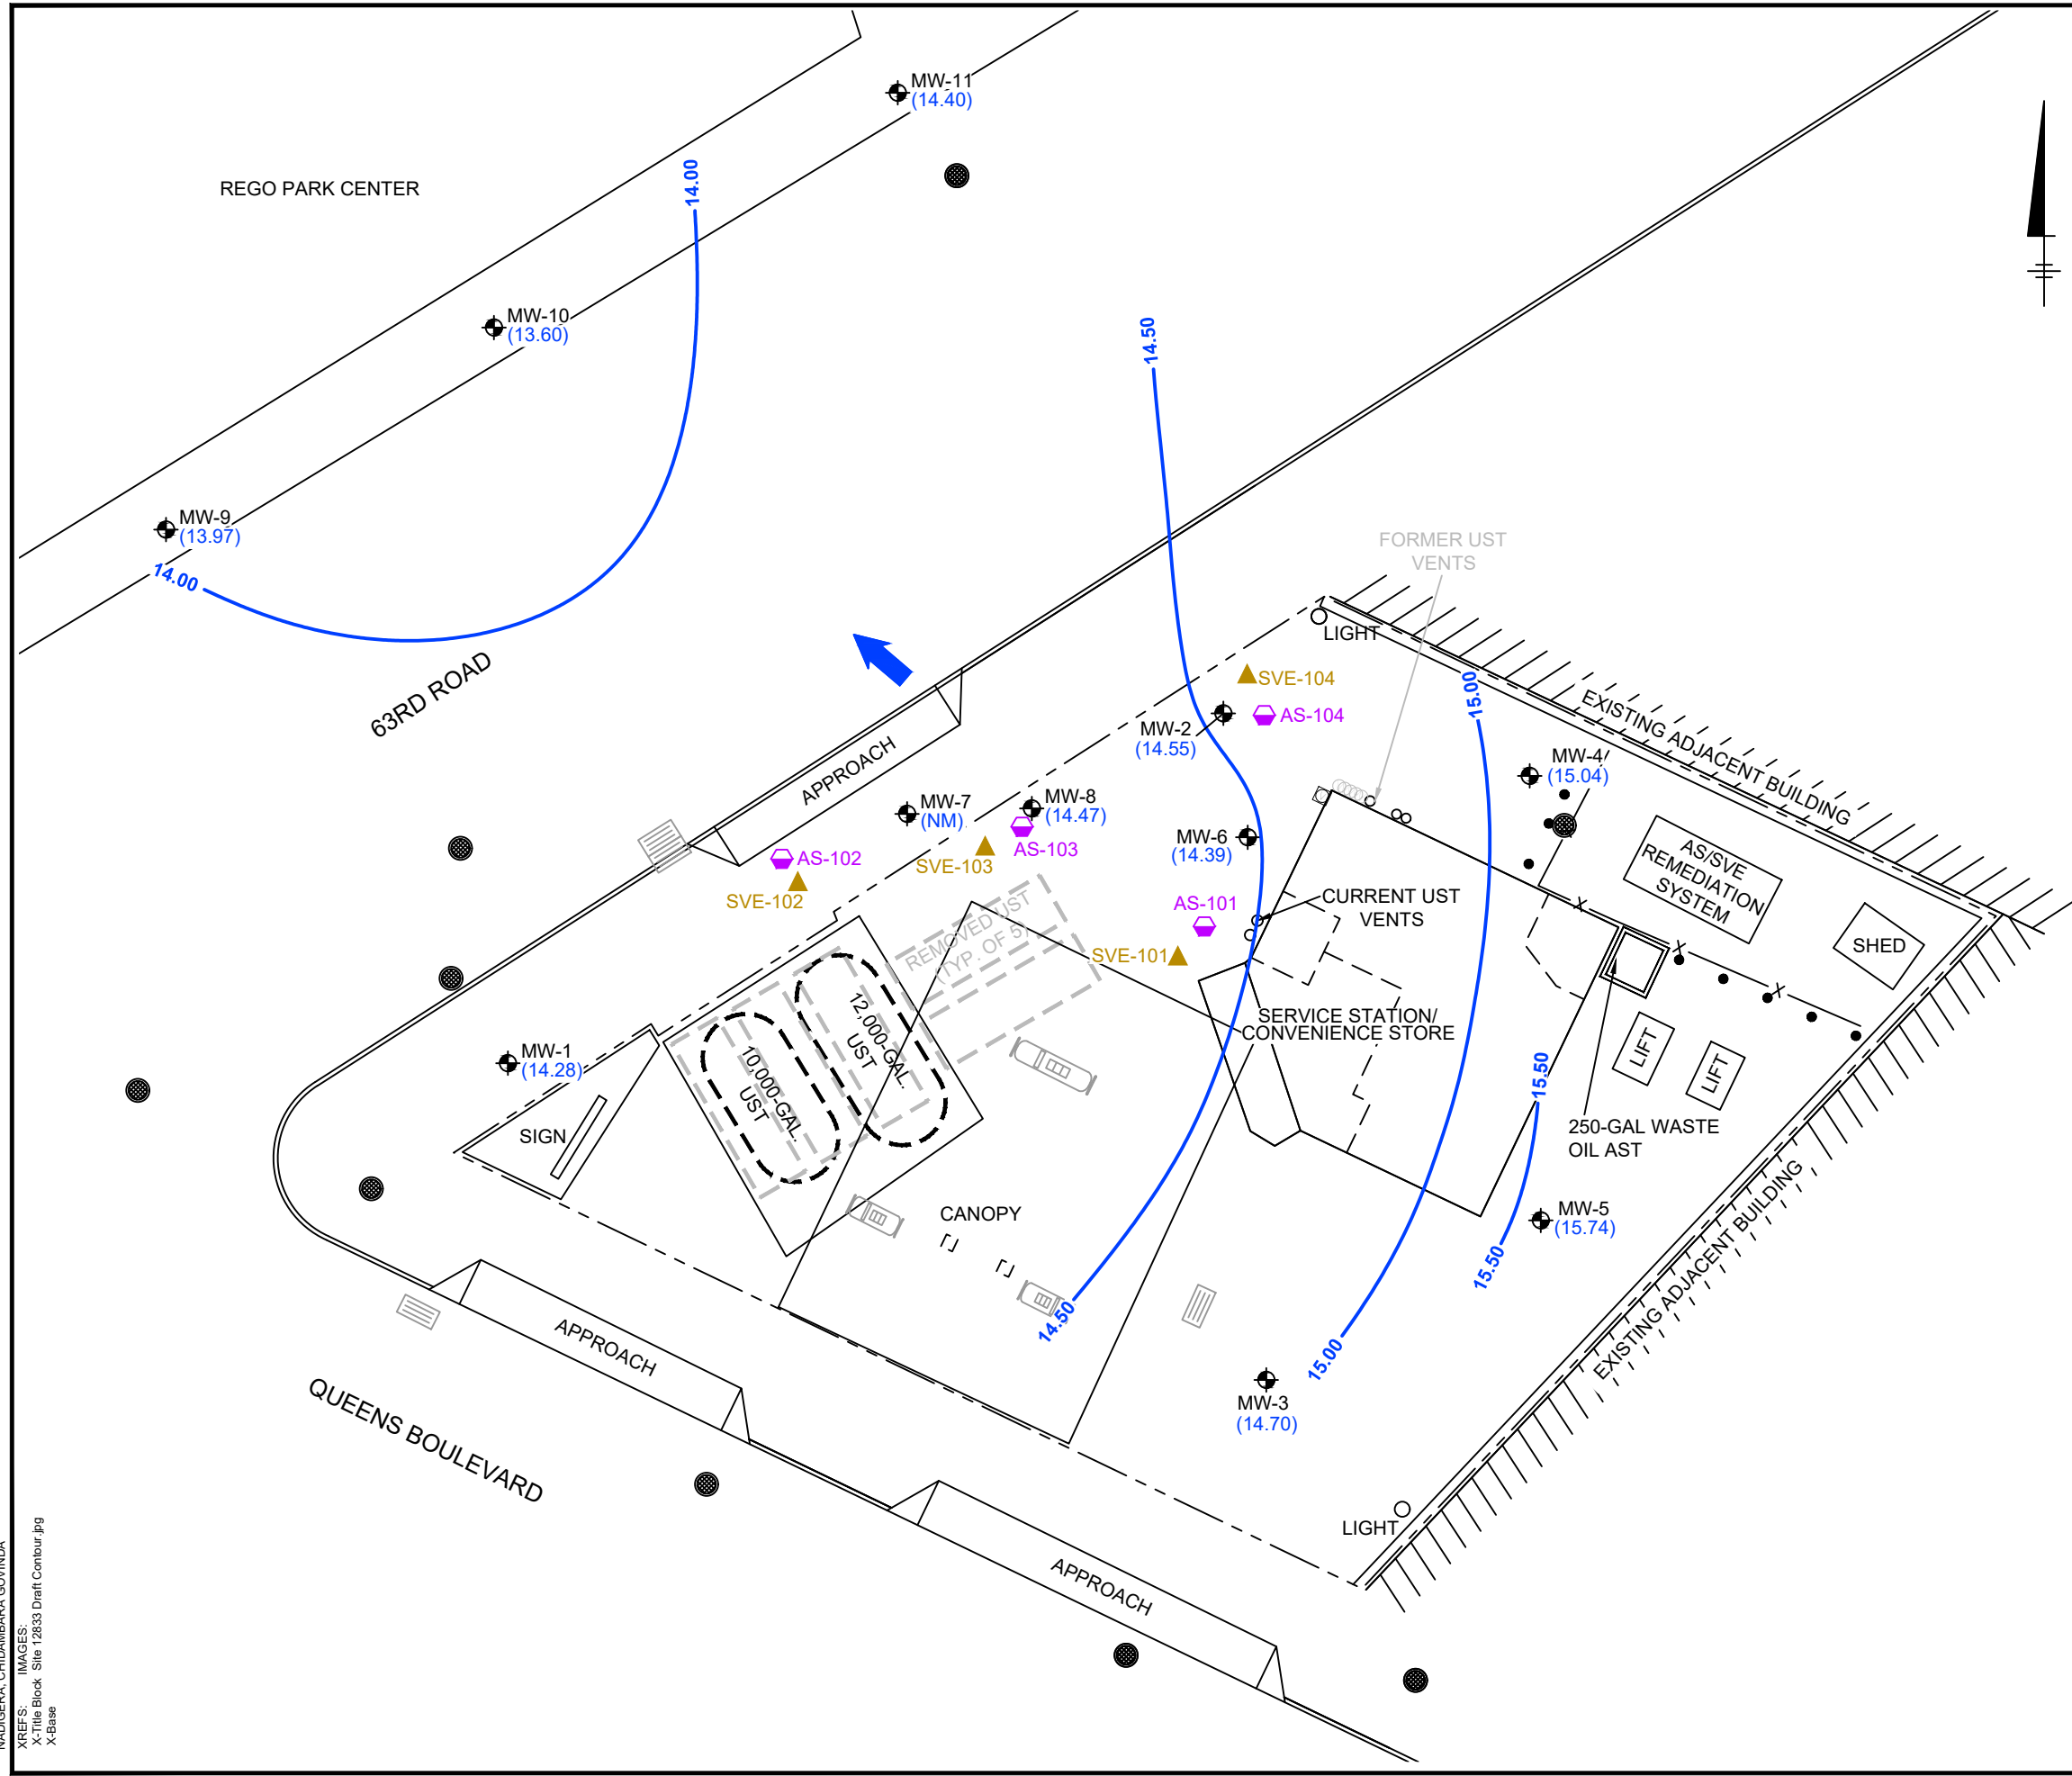 MW-11
(14.40)
REGO PARK CENTER
14.00
MW-10
(13.60)
14.50
MW-9
(13.97)
14.00
FORMER UST
VENTS
LIGHT
63RD ROAD
SVE-104
15.00
EXISTING ADJACENT BUILDING
AS-104
MW-2
(14.55)
APPROACH
MW-4
(15.04)
MW-7
(NM)
MW-8
(14.47)
MW-6
(14.39)
AS-102
AS-103
SVE-103
SVE-102
AS/SVE
REMEDIATION
SYSTEM
CURRENT UST
VENTS
AS-101
REMOVED UST
(TYP. OF 5)
SVE-101
SHED
12,000-GAL.
UST
SERVICE STATION/
CONVENIENCE STORE
MW-1
(14.28)
10,000-GAL.
UST
LIFT
LIFT
15.50
SIGN
250-GAL WASTE
OIL AST
CANOPY
MW-5
(15.74)
15.50
EXISTING ADJACENT BUILDING
14.50
APPROACH
15.00
MW-3
(14.70)
QUEENS BOULEVARD
LIGHT
APPROACH
XREFS: IMAGES:
X-Title Block Site 12833 Draft Contour.jpg
X-Base